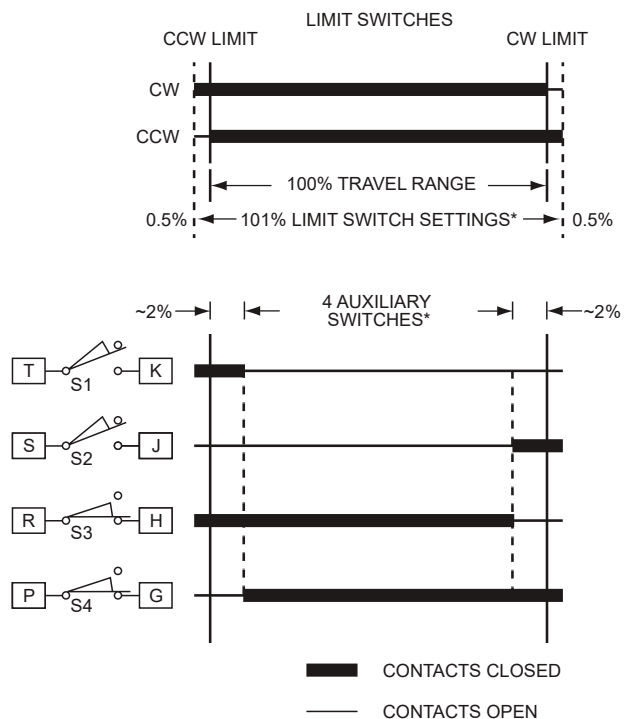 LIMIT SWITCHES
CCW LIMIT
CW LIMIT
CW
CCW
100% TRAVEL RANGE
0.5%
101% LIMIT SWITCH SETTINGS*
0.5%
~2%
4 AUXILIARY
SWITCHES*
~2%
T
S1
K
S
S2
J
R
S3
H
P
S4
G
CONTACTS CLOSED
CONTACTS OPEN